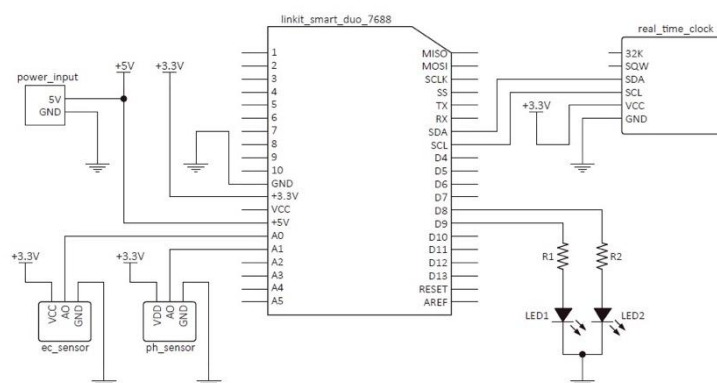 linkit_smart_duo_7688
real_time_clock
power_input
+5V
+3.3V
5V
GND
1
2
3
4
5
6
7
8
9
10
GND
+3.3V
VCC
+5V
A0
A1
A2
A3
A4
A5
MISO
MOSI
SCLK
SS
TX
RX
SDA
SCL
D4
D5
D6
D7
D8
D9
D10
D11
D12
D13
RESET
AREF
32K
SQW
SDA
SCL
VCC
GND
+3.3V
R1
R2
LED1
LED2
+3.3V
VCC
AO
GND
ec_sensor
+3.3V
VDD
AO
GND
ph_sensor